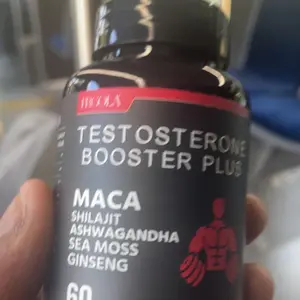 TESTOSTERONE
BOOSTER PLUS
MACA
SHILAJIT
ASHWAGANDHA
SEA MOSS
GINSENG
60